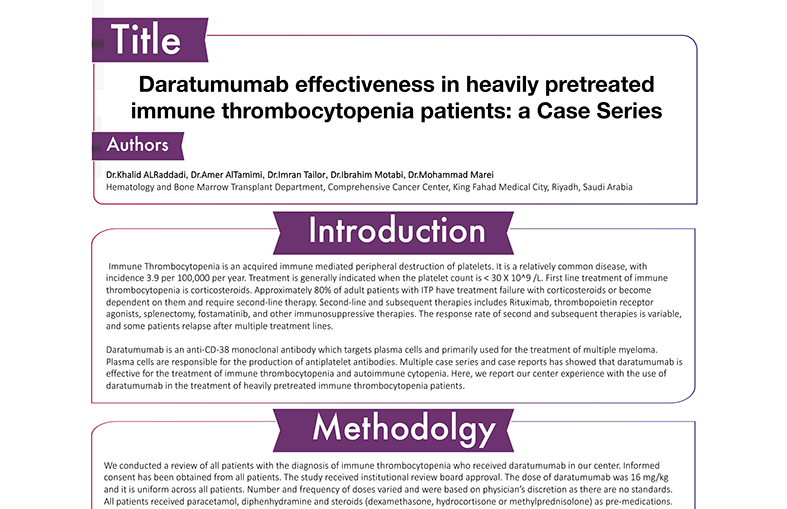 Title
Daratumumab effectiveness in heavily pretreated
immune thrombocytopenia patients: a Case Series
Authors
Dr.Khalid ALRaddadi, Dr.Amer AlTamimi, Dr.Imran Tailor, Dr.Ibrahim Motabi, Dr.Mohammad Marei
Hematology and Bone Marrow Transplant Department, Comprehensive Cancer Center, King Fahad Medical City, Riyadh, Saudi Arabia
Introduction
Immune Thrombocytopenia is an acquired immune mediated peripheral destruction of platelets. It is a relatively common disease, with
incidence 3.9 per 100,000 per year. Treatment is generally indicated when the platelet count is < 30 X 10^9 /L. First line treatment of immune
thrombocytopenia is corticosteroids. Approximately 80% of adult patients with ITP have treatment failure with corticosteroids or become
dependent on them and require second-line therapy. Second-line and subsequent therapies includes Rituximab, thrombopoietin receptor
agonists, splenectomy, fostamatinib, and other immunosuppressive therapies. The response rate of second and subsequent therapies is variable,
and some patients relapse after multiple treatment lines.
Daratumumab is an anti-CD-38 monoclonal antibody which targets plasma cells and primarily used for the treatment of multiple myeloma.
Plasma cells are responsible for the production of antiplatelet antibodies. Multiple case series and case reports has showed that daratumumab is
effective for the treatment of immune thrombocytopenia and autoimmune cytopenia. Here, we report our center experience with the use of
daratumumab in the treatment of heavily pretreated immune thrombocytopenia patients.
Methodolgy
We conducted a review of all patients with the diagnosis of immune thrombocytopenia who received daratumumab in our center. Informed
consent has been obtained from all patients. The study received institutional review board approval. The dose of daratumumab was 16 mg/kg
and it is uniform across all patients. Number and frequency of doses varied and were based on physician's discretion as there are no standards.
All patients received paracetamol, diphenhydramine and steroids (dexamethasone, hydrocortisone or methylprednisolone) as pre-medications.